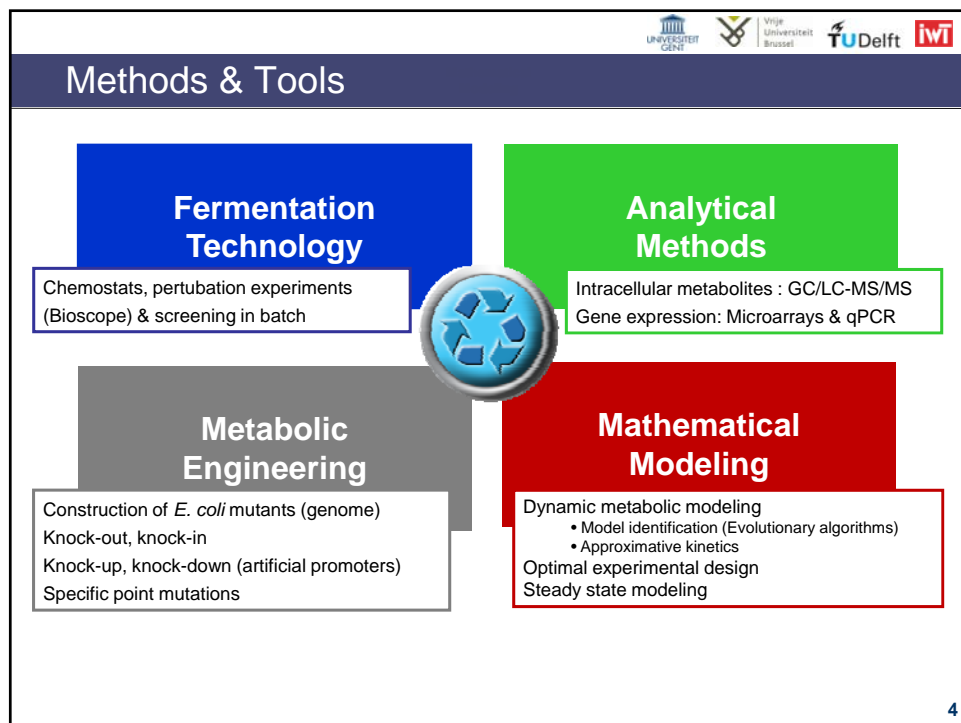 UNIVERSITEIT
GENT
Vrije
Universiteit
Brussel
TUDelft
iwt
Methods & Tools
Fermentation
Technology
Chemostats, pertubation experiments
(Bioscope) & screening in batch
Analytical
Methods
Intracellular metabolites : GC/LC-MS/MS
Gene expression: Microarrays & qPCR
Metabolic
Engineering
Construction of E. coli mutants (genome)
Knock-out, knock-in
Knock-up, knock-down (artificial promoters)
Specific point mutations
Mathematical
Modeling
Dynamic metabolic modeling
• Model identification (Evolutionary algorithms)
• Approximative kinetics
Optimal experimental design
Steady state modeling
4